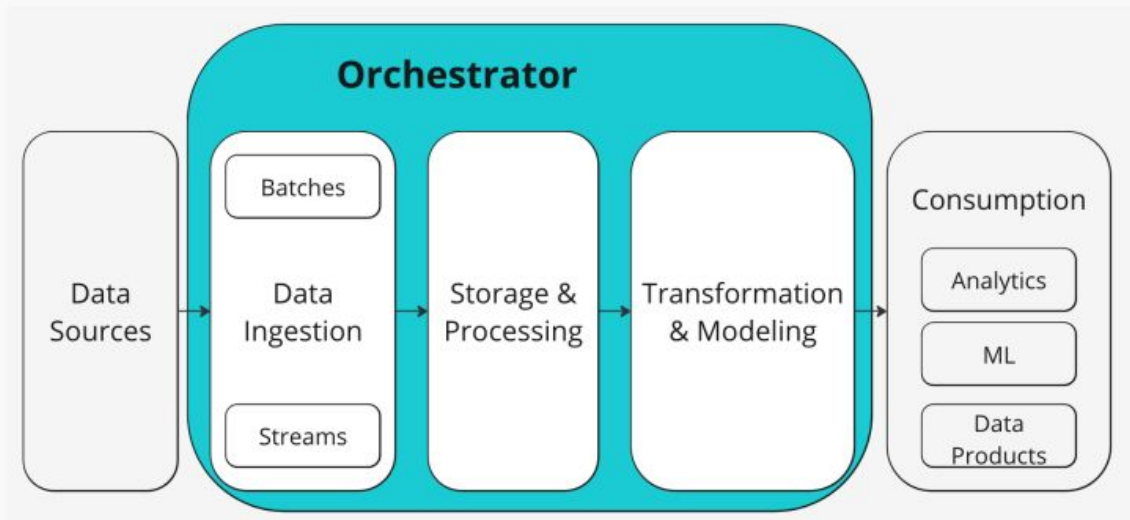 Orchestrator
Data
Sources
Batches
Data
Ingestion
Streams
Storage &
Processing
Transformation
& Modeling
Consumption
Analytics
ML
Data
Products